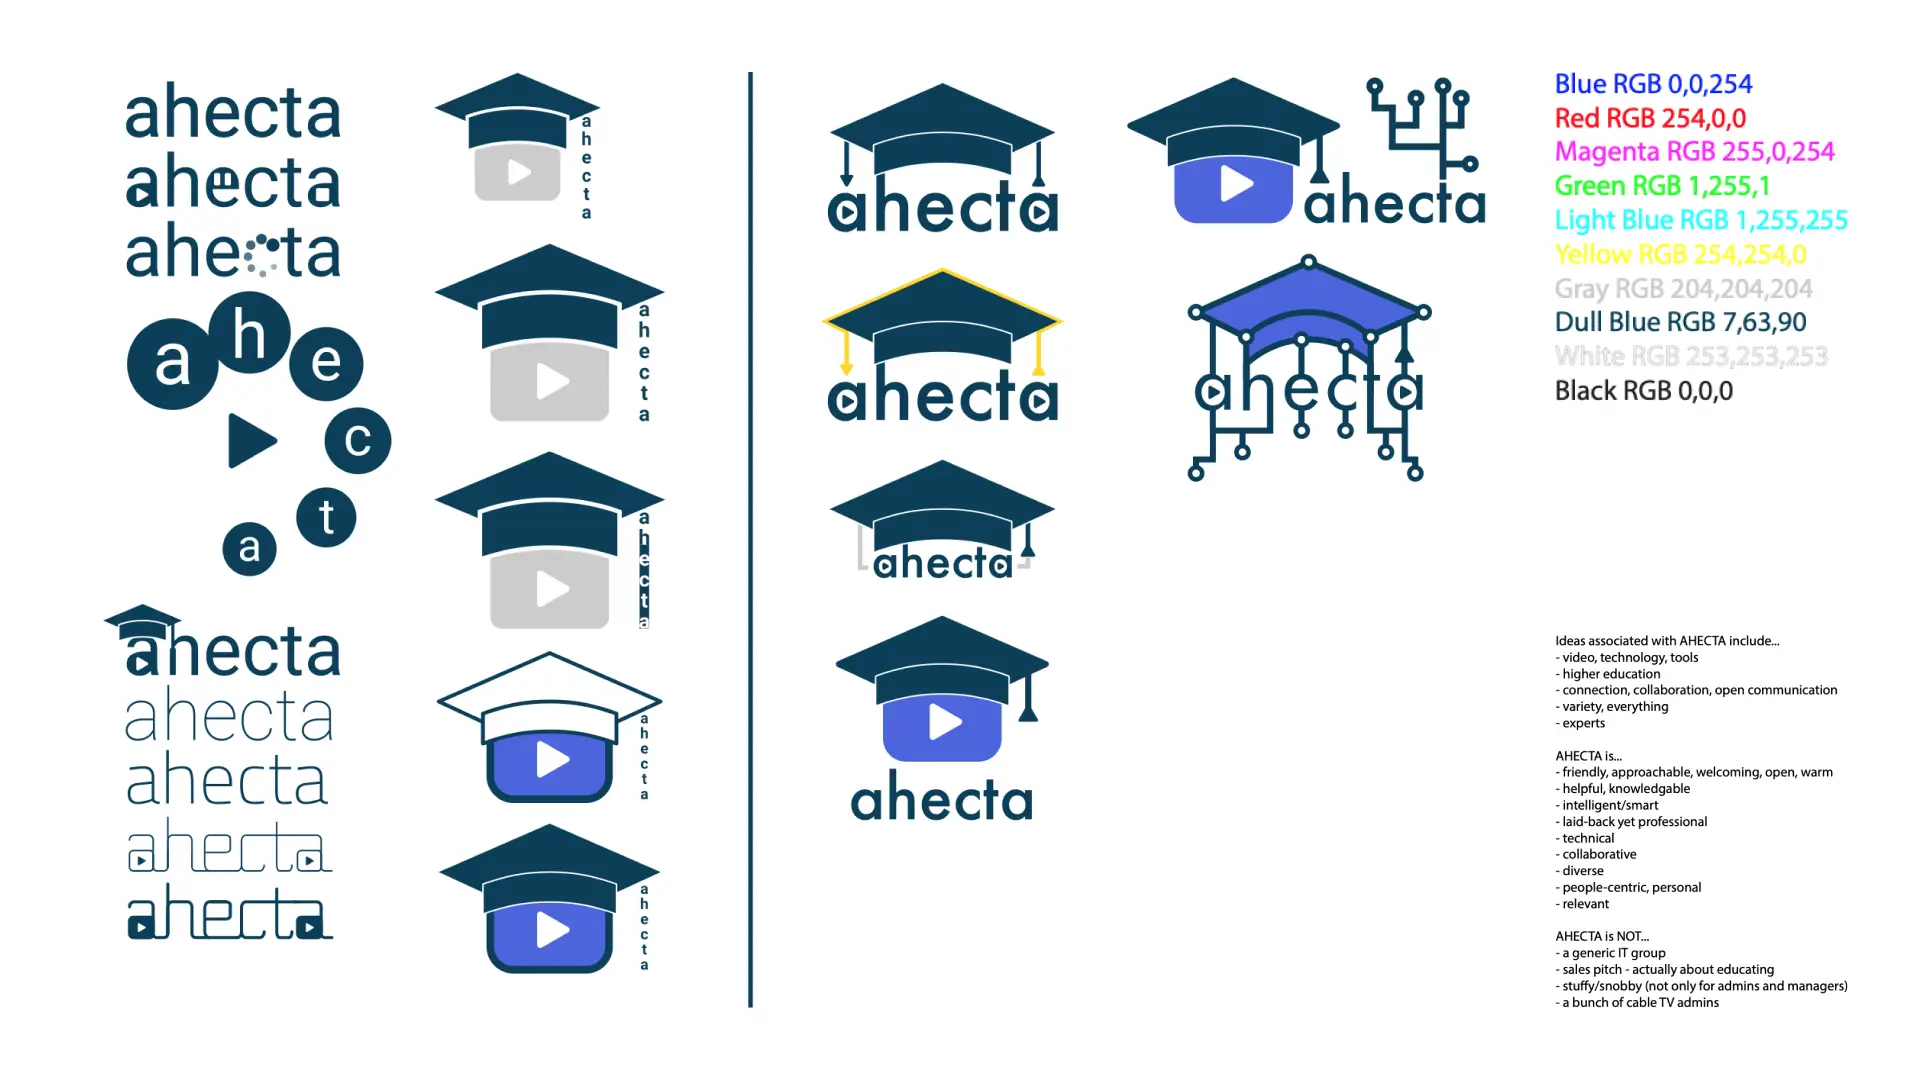 ahecta
ahecta
aheta
a
h
e
c
t
a
ahecta
ahecta
ahecta
ahecta
ahecta
a
h
e
c
t
a
a
h
e
c
t
a
a
h
e
c
t
a
a
h
e
c
t
a
a
h
e
c
t
a
ahecta
ahecta
ahecta
ahecta
ahecta
ahecta
Blue RGB 0,0,254
Red RGB 254,0,0
Magenta RGB 255,0,254
Green RGB 1,255,1
Light Blue RGB 1,255,255
Yellow RGB 254,254,0
Gray RGB 204,204,204
Dull Blue RGB 7,63,90
White RGB 253,253,253
Black RGB 0,0,0
Ideas associated with AHECTA include...
- video, technology, tools
- higher education
- connection, collaboration, open communication
- variety, everything
- experts
AHECTA is...
- friendly, approachable, welcoming, open, warm
- helpful, knowledgable
- intelligent/smart
- laid-back yet professional
- technical
- collaborative
- diverse
- people-centric, personal
- relevant
AHECTA is NOT...
- a generic IT group
- sales pitch - actually about educating
- stuffy/snobby (not only for admins and managers)
- a bunch of cable TV admins